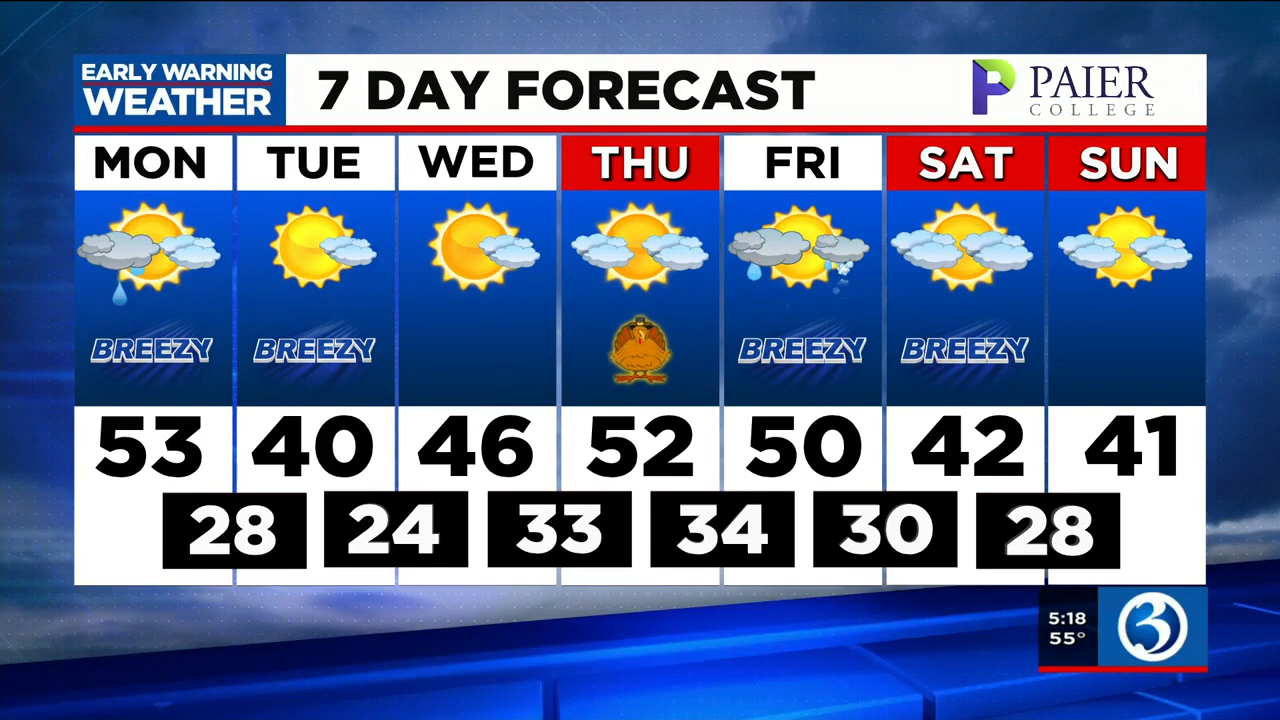 EARLY WARNING
WEATHER
7 DAY FORECAST
PAIER
COLLEGE
MON TUE WED THU FRI SAT SUN
BREEZY BREEZY BREEZY BREEZY
53 40 46 52 50 42 41
28 24 33 34 30 28
5:18
55°
3